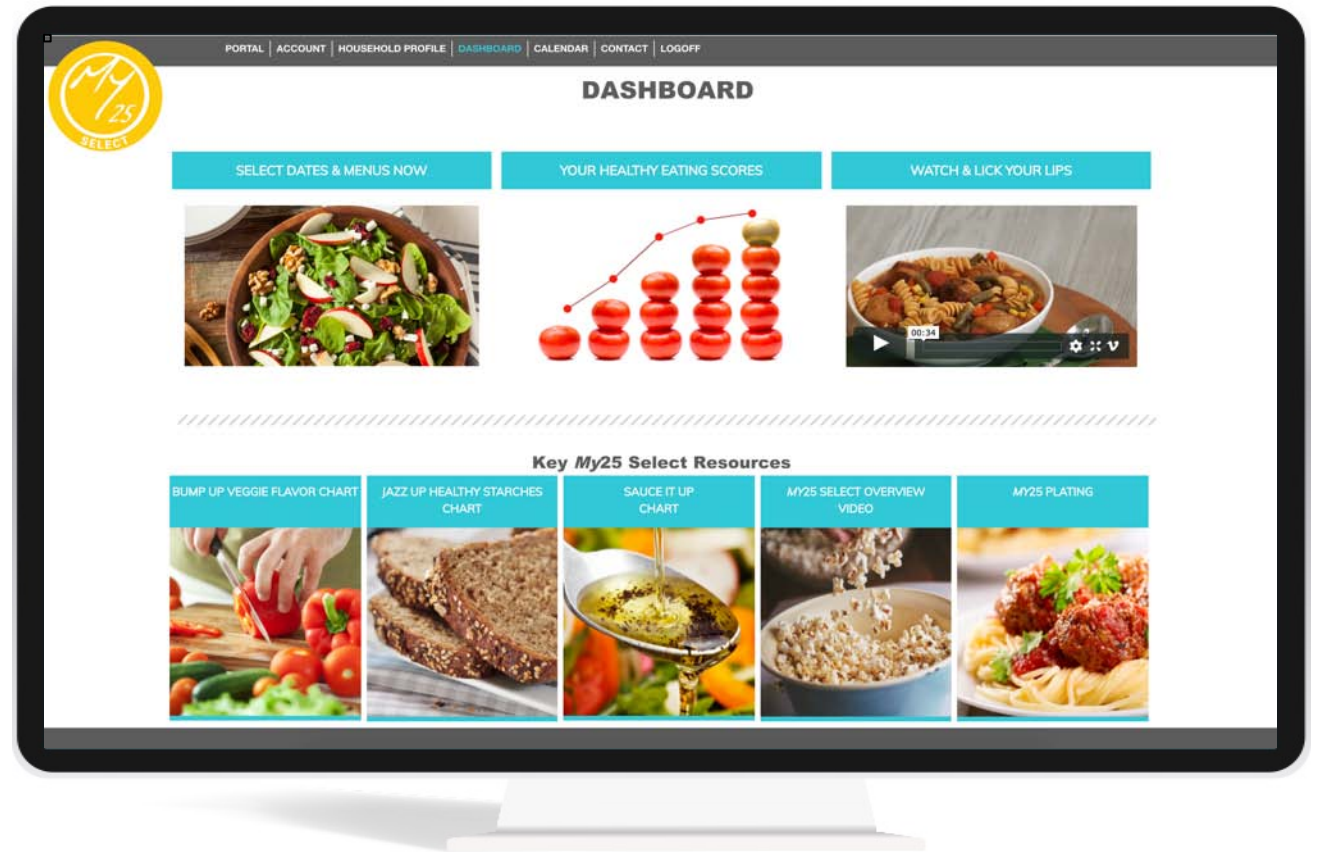 PORTAL | ACCOUNT | HOUSEHOLD PROFILE | DASHBOARD | CALENDAR | CONTACT | LOGOFF
My
25
SELECT
DASHBOARD
SELECT DATES & MENUS NOW
YOUR HEALTHY EATING SCORES
WATCH & LICK YOUR LIPS
00:34
Key My25 Select Resources
BUMP UP VEGGIE FLAVOR CHART
JAZZ UP HEALTHY STARCHES
CHART
SAUCE IT UP
CHART
MY25 SELECT OVERVIEW
VIDEO
MY25 PLATING